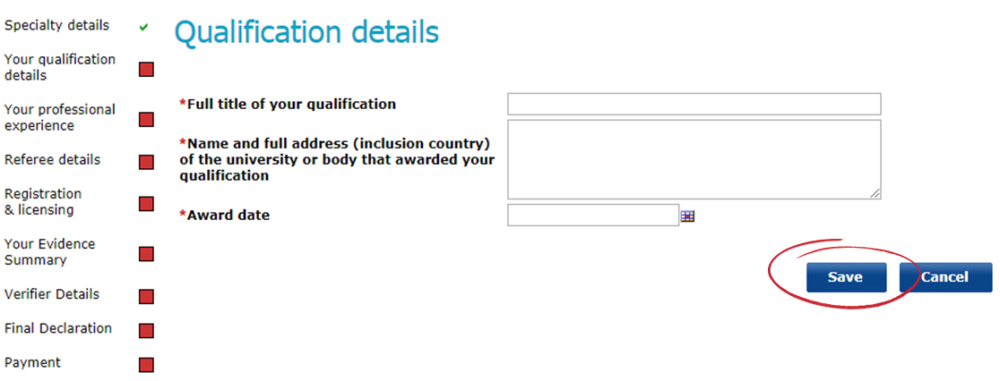 Specialty details
Your qualification
details
Your professional
experience
Referee details
Registration
& licensing
Your Evidence
Summary
Verifier Details
Final Declaration
Payment
Qualification details
*Full title of your qualification
*Name and full address (inclusion country)
of the university or body that awarded your
qualification
*Award date
Save
Cancel